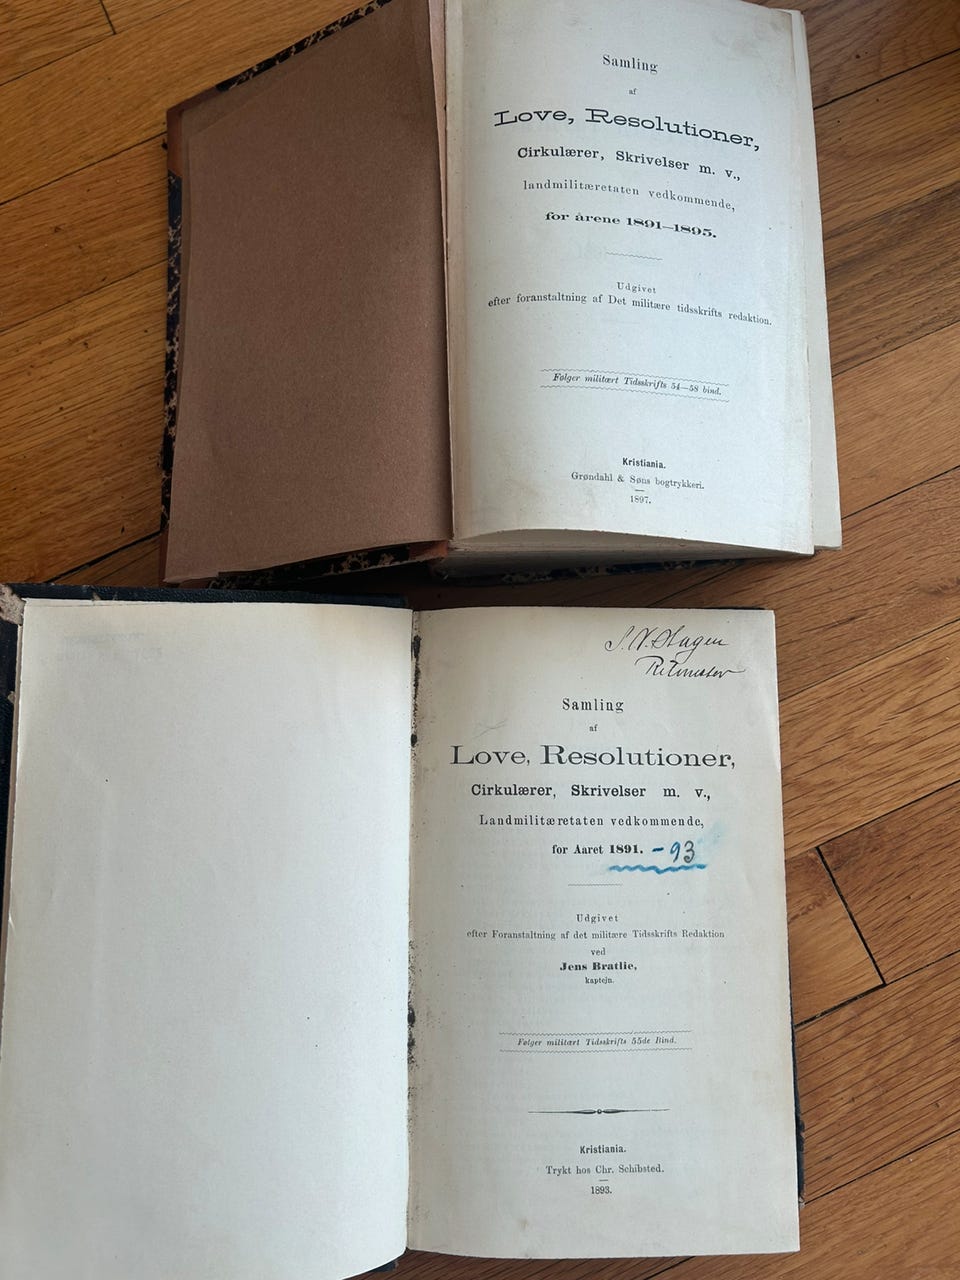 Samling
af
Love, Resolutioner,
Cirkulærer, Skrivelser m. v.,
landmilitæretaten vedkommende,
for årene 1891—1895.
Udgivet
efter foranstaltning af Det militære tidsskrifts redaktion.
Følger militært Tidsskrifts 54—58 bind.
Kristiania.
Grøndahl & Søns bogtrykkeri.
1897.
Ritmester
Samling
af
Love, Resolutioner,
Cirkulærer, Skrivelser m. v.,
Landmilitæretaten vedkommende,
for Aaret 1891. - 93
Udgivet
efter Foranstaltning af det militære Tidsskrifts Redaktion
ved
Jens Bratlie,
kaptejn.
Følger militært Tidsskrifts 55de Bind.
Kristiania.
Trykt hos Chr. Schibsted.
1893.